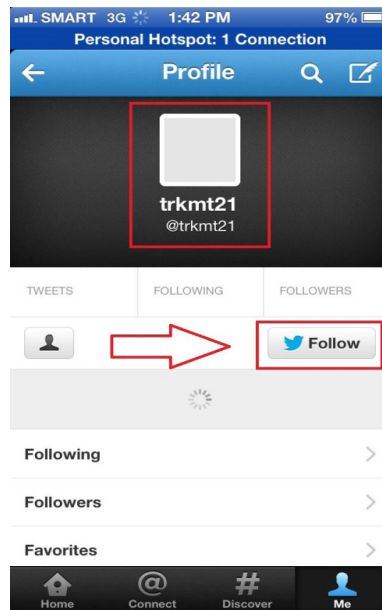 SMART 3G 1:42 PM 97%
Personal Hotspot: 1 Connection
Profile
trkmt21
@trkmt21
TWEETS FOLLOWING FOLLOWERS
Follow
Following
Followers
Favorites
Home Connect Discover Me